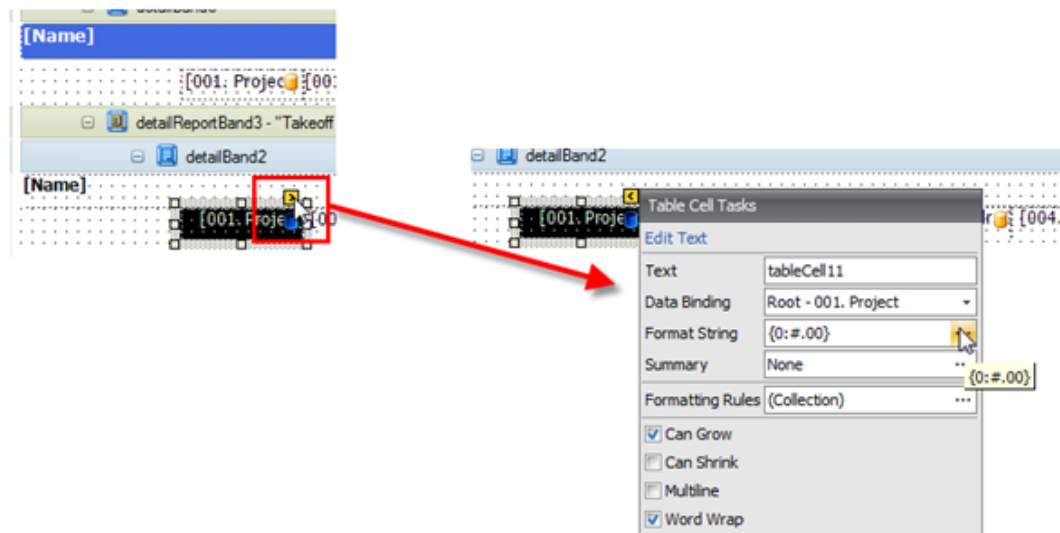 [Name]
[001. Projec [00
detailReportBand3 - "Takeoff
detailBand2
[Name]
[001. Proje [00
detailBand2
[001. Proje
[004.
Table Cell Tasks
Edit Text
Text tableCell11
Data Binding Root - 001. Project
Format String {0:#.00}
Summary None ...
{0:#.00}
Formatting Rules (Collection) ...
Can Grow
Can Shrink
Multiline
Word Wrap